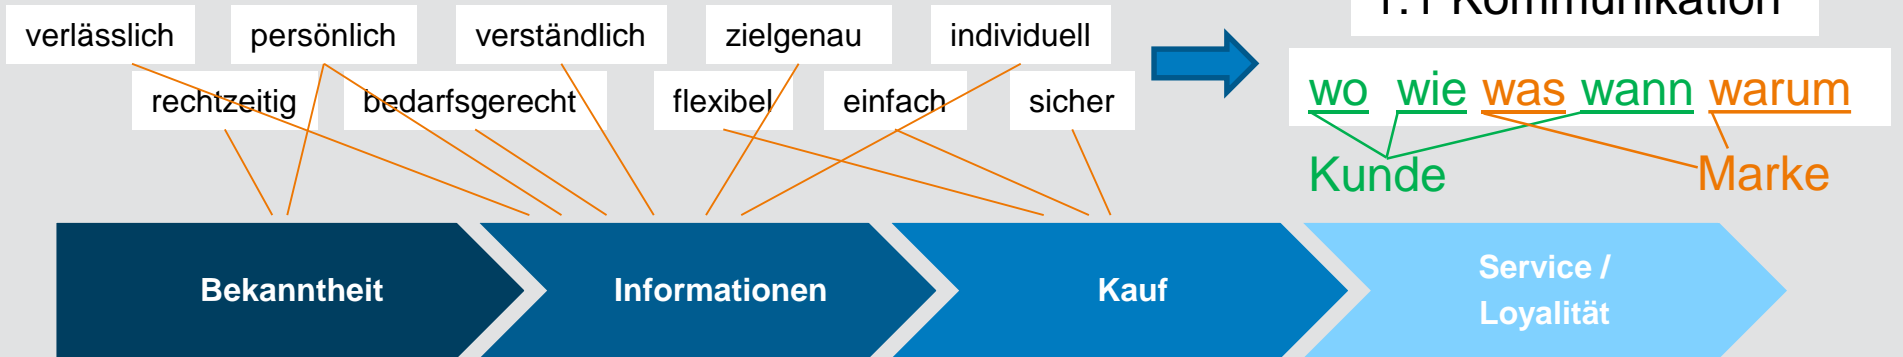 1:1 Kommunikation
verlässlich persönlich verständlich zielgenau individuell
rechtzeitig bedarfsgerecht flexibel einfach sicher
wo wie was wann warum
Kunde Marke
Bekanntheit Informationen Kauf Service /
Loyalität